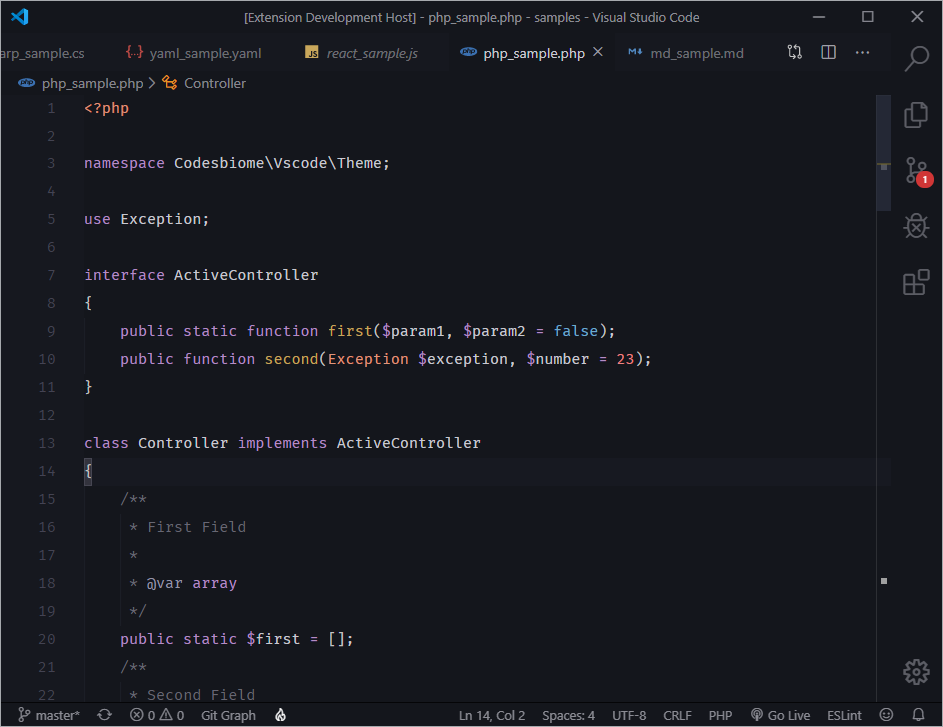 [Extension Development Host] - php_sample.php - samples - Visual Studio Code
arp_sample.cs {··} yaml_sample.yaml JS react_sample.js php php_sample.php M↓ md_sample.md
php php_sample.php > Controller
1 <?php
2
3 namespace Codesbiome\Vscode\Theme;
4
5 use Exception;
6
7 interface ActiveController
8 {
9 public static function first($param1, $param2 = false);
10 public function second(Exception $exception, $number = 23);
11 }
12
13 class Controller implements ActiveController
14 {
15 /**
16 * First Field
17 *
18 * @var array
19 */
20 public static $first = [];
21 /**
22 * Second Field
1
master* 0 0 Git Graph Ln 14, Col 2 Spaces: 4 UTF-8 CRLF PHP Go Live ESLint